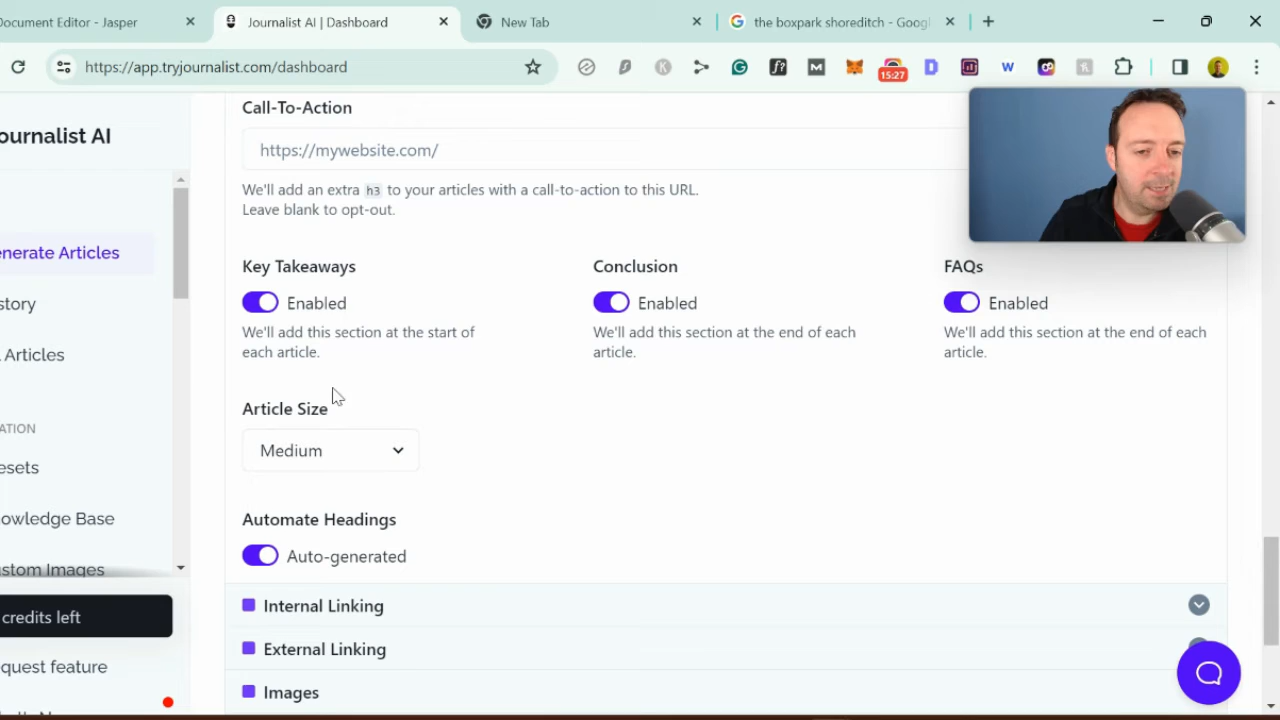 ocument Editor - Jasper
Journalist AI | Dashboard
New Tab
the boxpark shoreditch - Googl
https://app.tryjournalist.com/dashboard
15:27
ournalist AI
enerate Articles
story
Articles
ATION
esets
owledge Base
stom Images
credits left
quest feature
Call-To-Action
https://mywebsite.com/
We'll add an extra h3 to your articles with a call-to-action to this URL.
Leave blank to opt-out.
Key Takeaways
Enabled
We'll add this section at the start of
each article.
Conclusion
Enabled
We'll add this section at the end of each
article.
FAQs
Enabled
We'll add this section at the end of each
article.
Article Size
Medium
Automate Headings
Auto-generated
Internal Linking
External Linking
Images